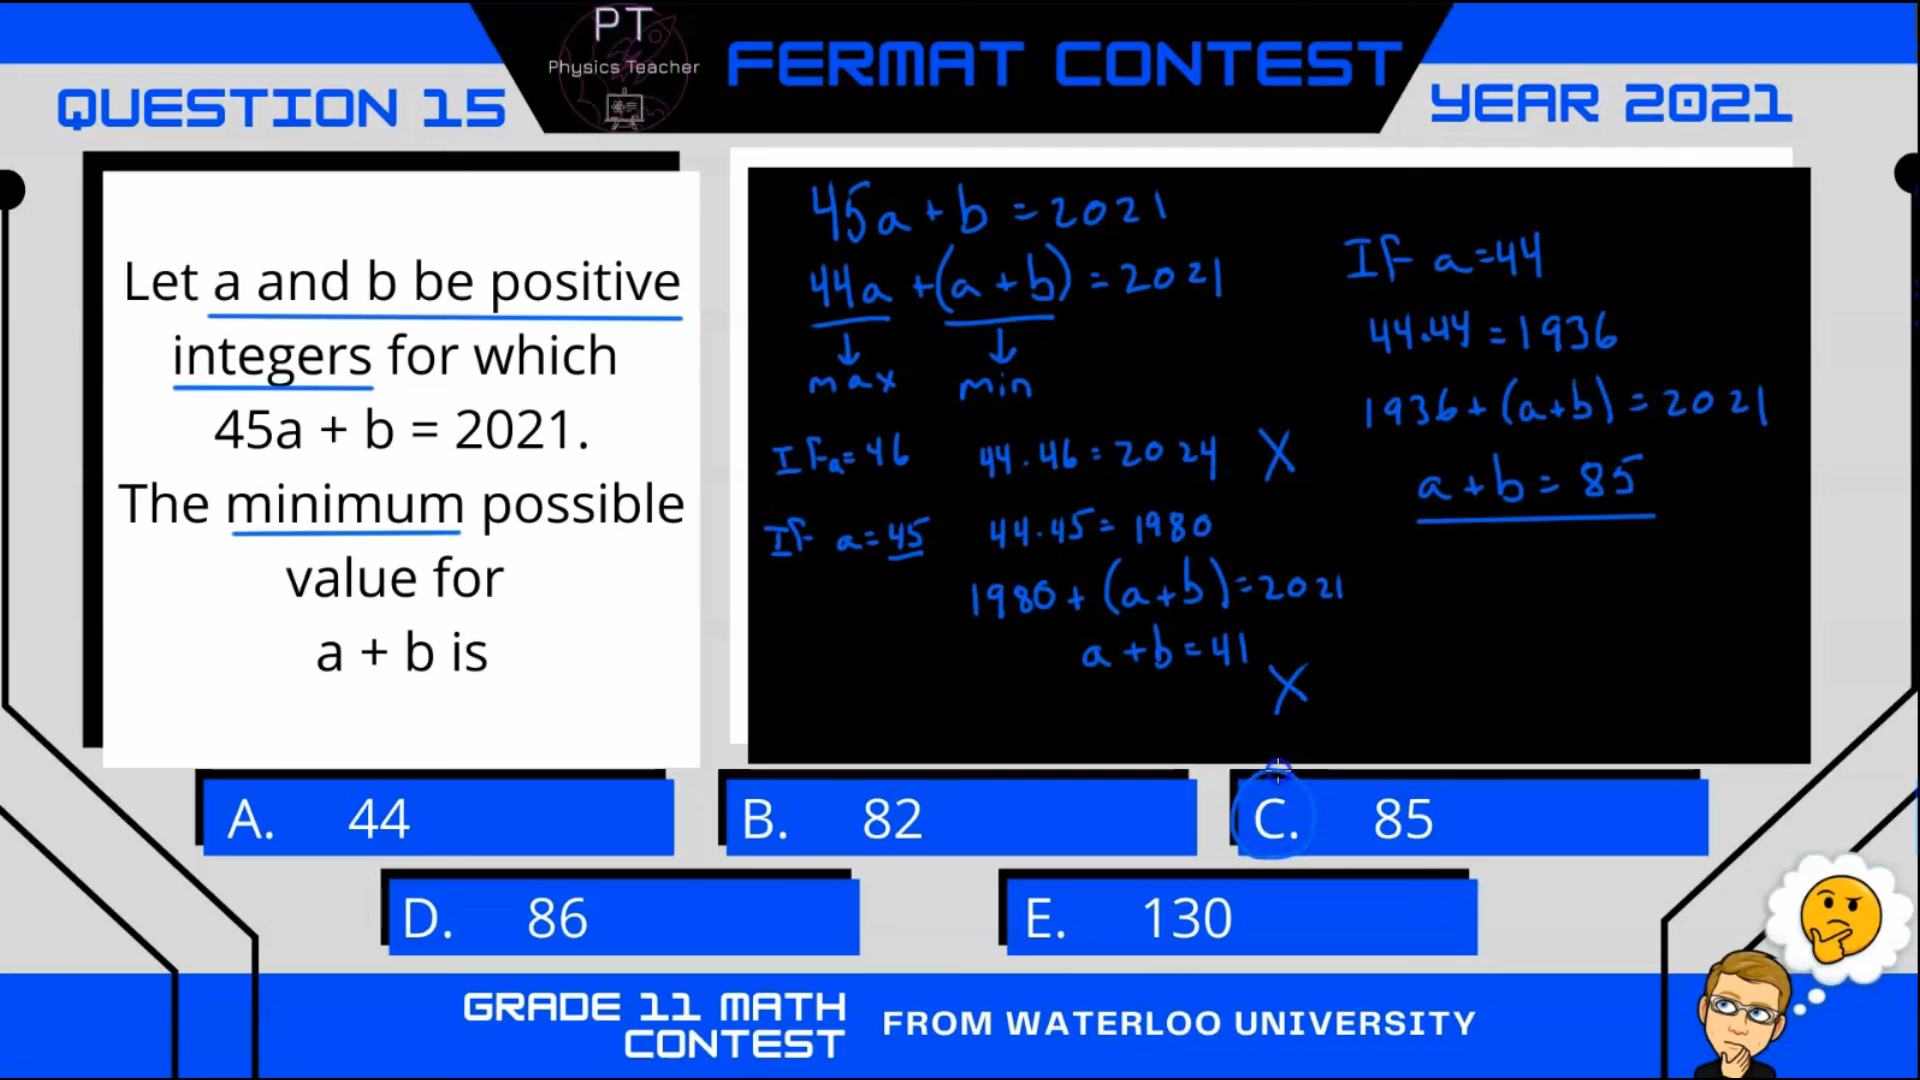 PT
Physics Teacher
FERMAT CONTEST
QUESTION 15
YEAR 2021
Let a and b be positive
integers for which
45a + b = 2021.
The minimum possible
value for
a + b is
45a + b = 2021
44a + (a + b) = 2021
max min
If a = 46 44.46 = 2024 X
If a = 45 44.45 = 1980
1980 + (a + b) = 2021
a + b = 41
X
If a = 44
44.44 = 1936
1936 + (a+b) = 2021
a + b = 85
A. 44
B. 82
C. 85
D. 86
E. 130
GRADE 11 MATH
CONTEST
FROM WATERLOO UNIVERSITY